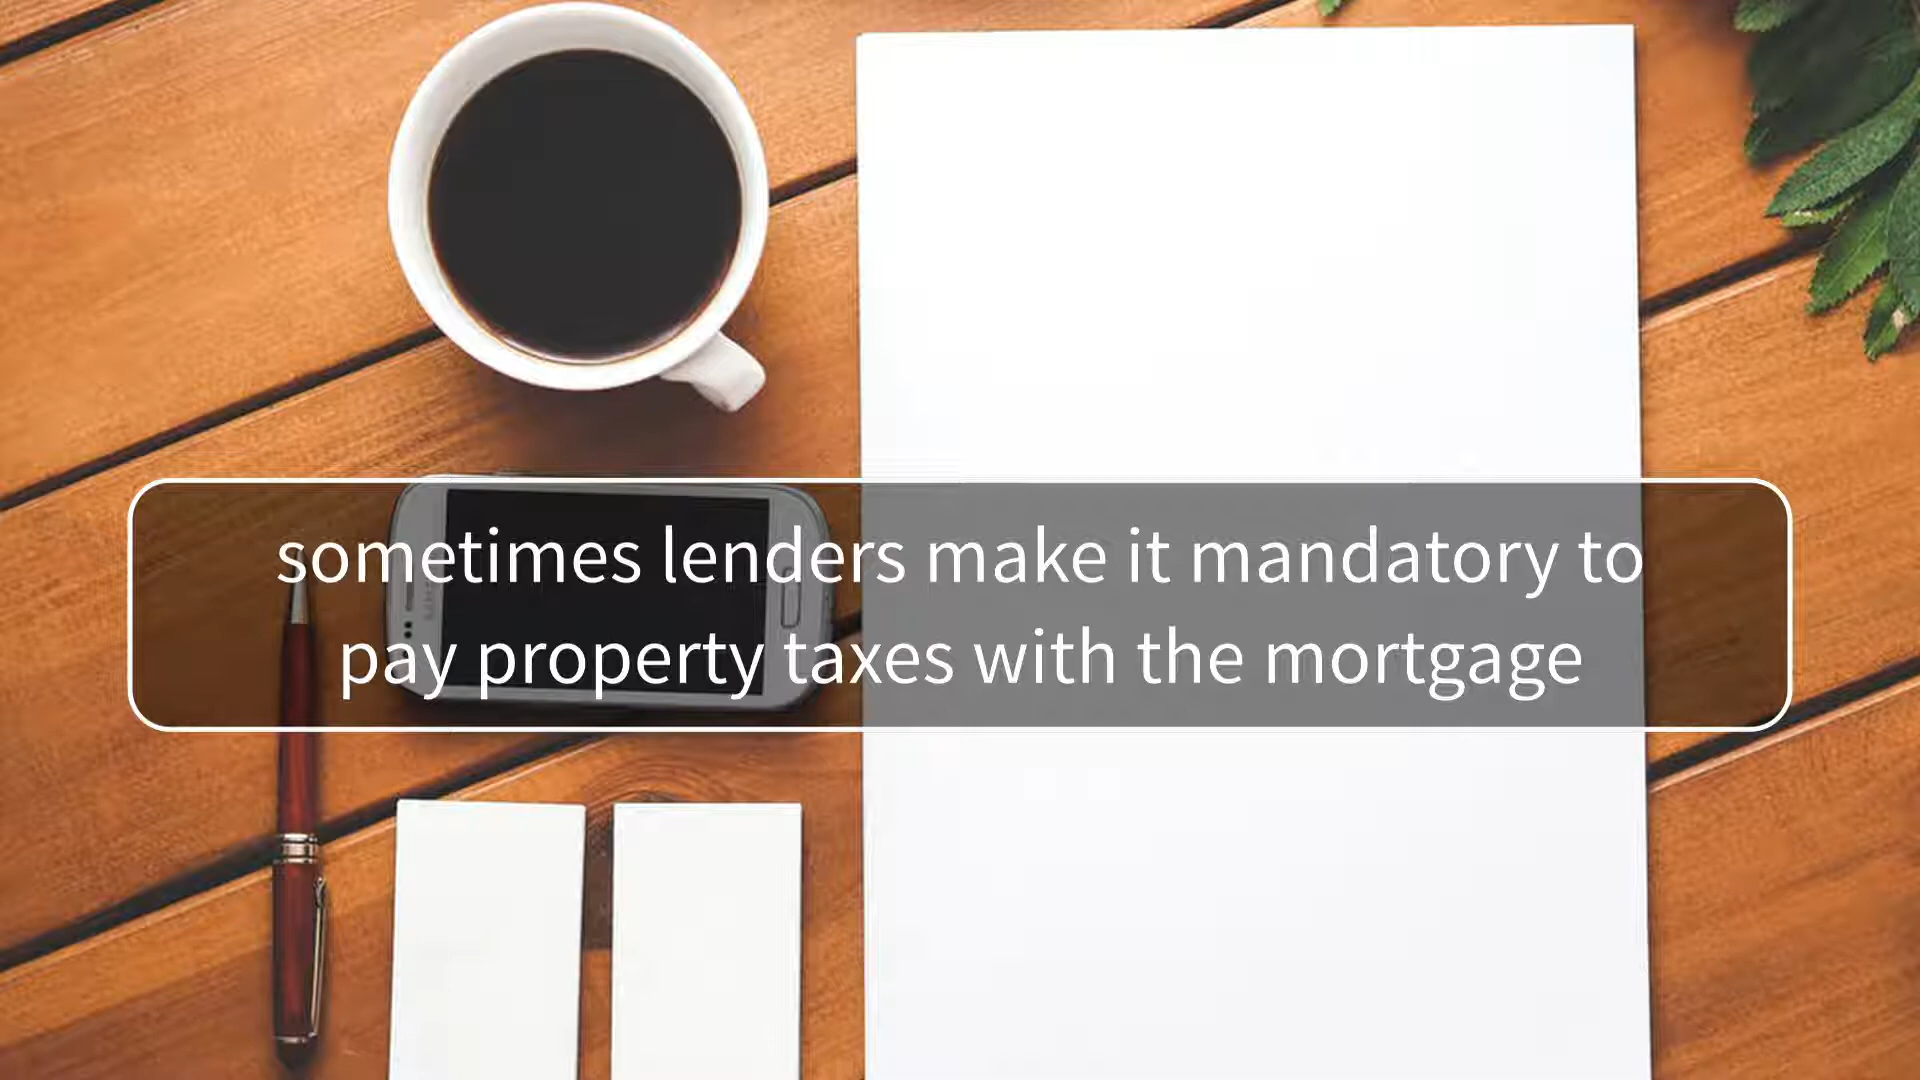 sometimes lenders make it mandatory to
pay property taxes with the mortgage